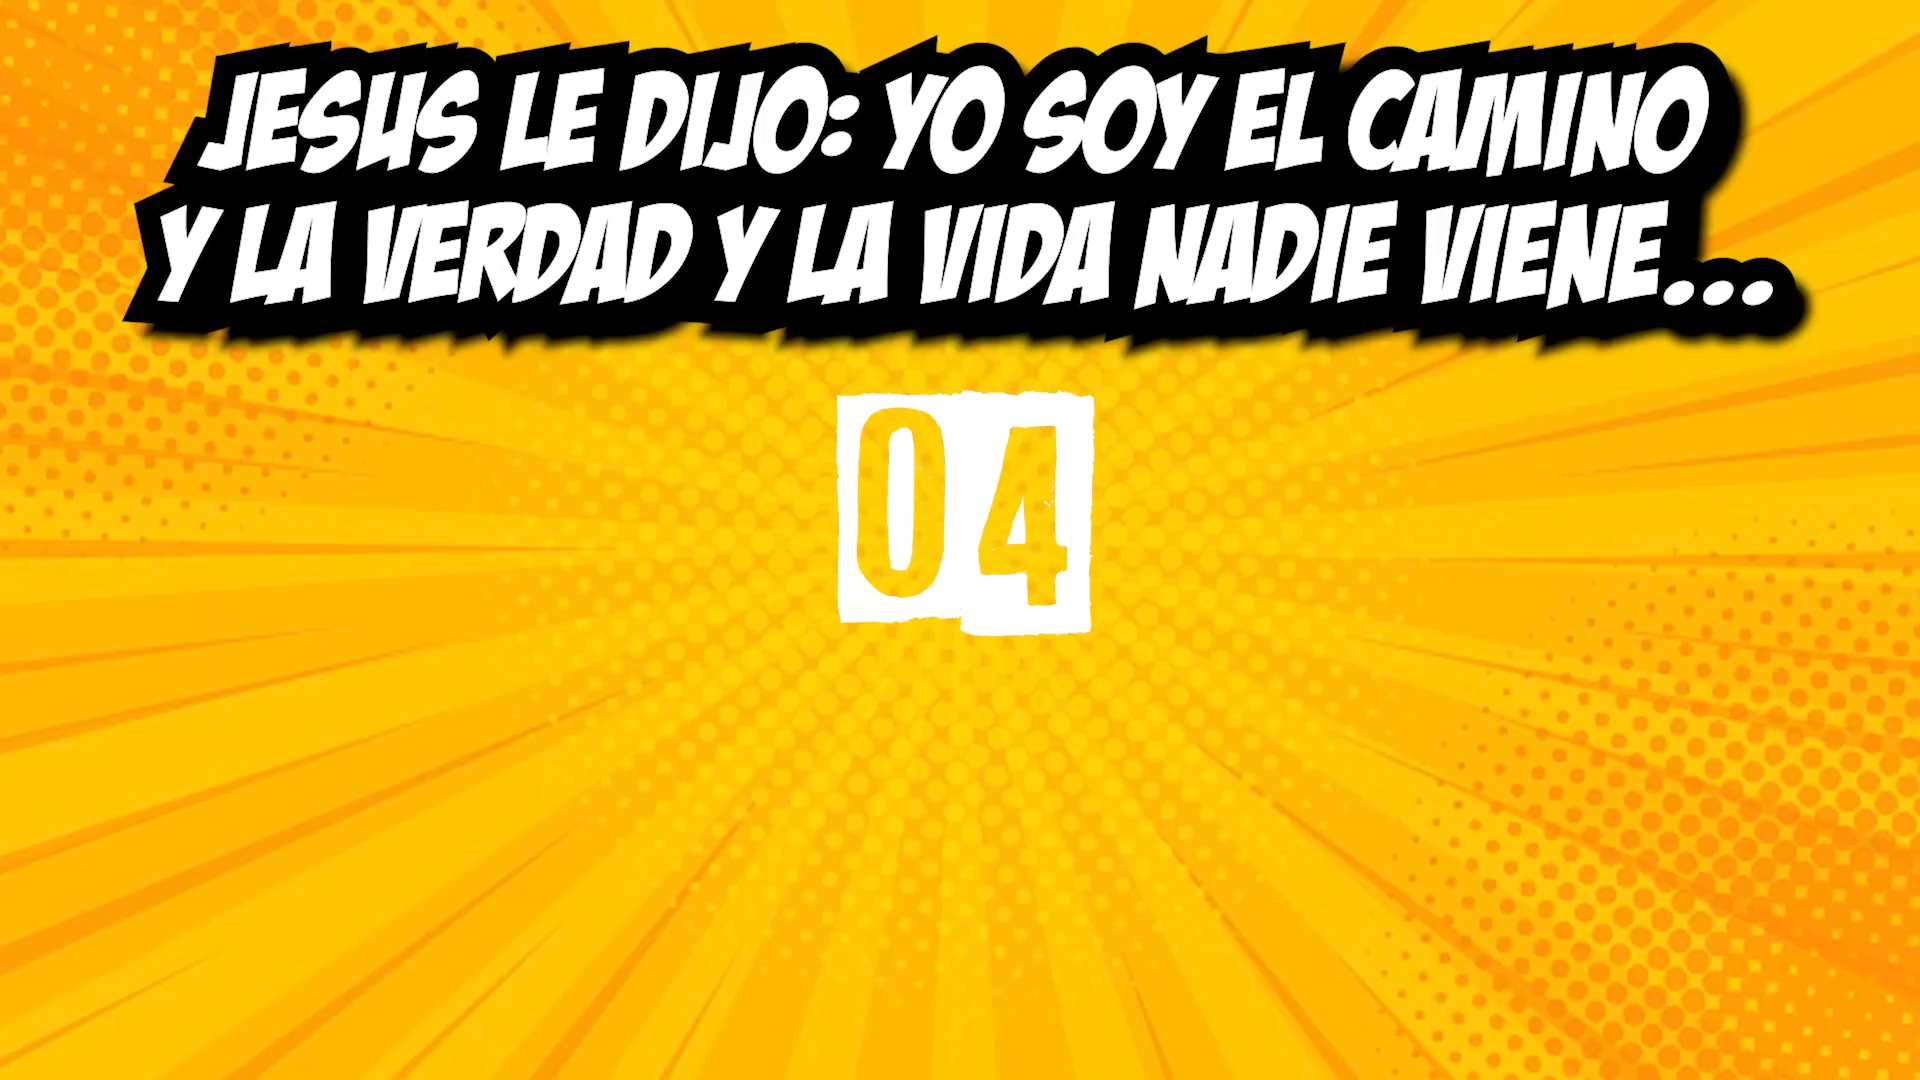 JESUS LE DIJO: YO SOY EL CAMINO
Y LA VERDAD Y LA VIDA NADIE VIENE...
04